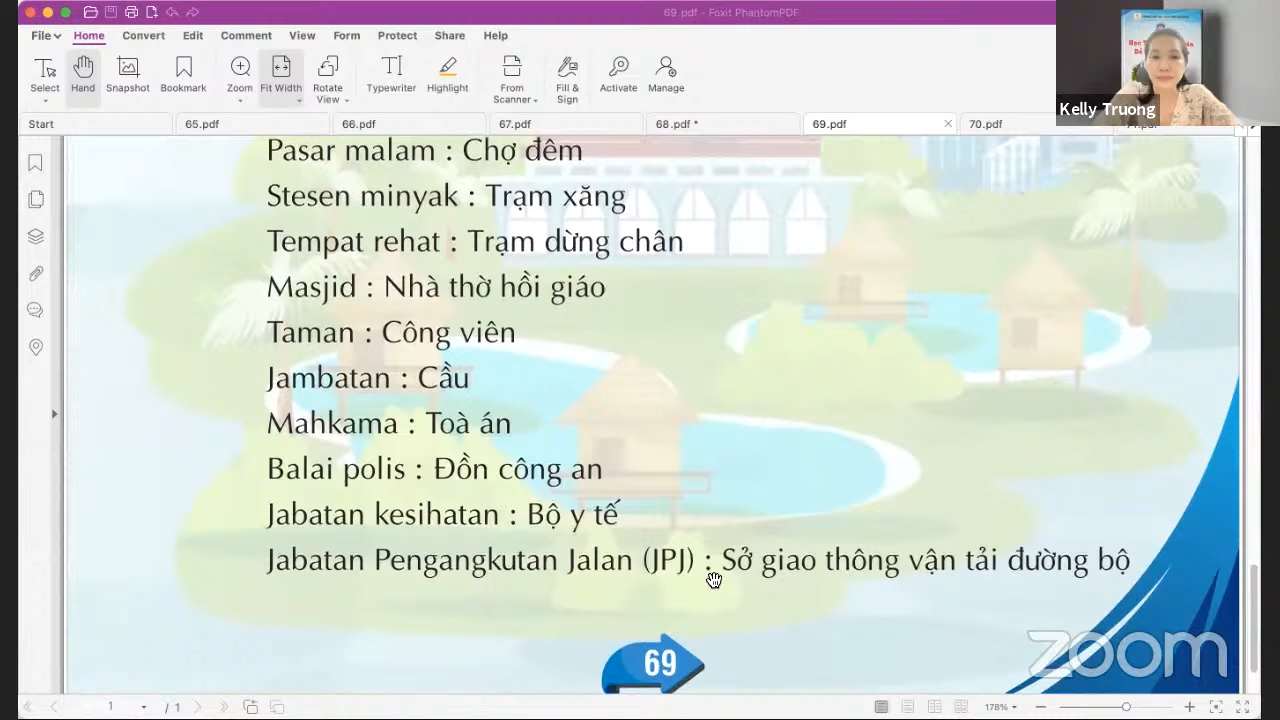 69.pdf - Foxit PhantomPDF
File Home Convert Edit Comment View Form Protect Share Help
Select Hand Snapshot Bookmark Zoom Fit Width Rotate View Typewriter Highlight From Scanner Fill & Sign Activate Manage
Kelly Truong
Start 65.pdf 66.pdf 67.pdf 68.pdf * 69.pdf 70.pdf
Pasar malam : Chợ đêm
Stesen minyak : Trạm xăng
Tempat rehat : Trạm dừng chân
Masjid : Nhà thờ hồi giáo
Taman : Công viên
Jambatan : Cầu
Mahkama : Toà án
Balai polis : Đồn công an
Jabatan kesihatan : Bộ y tế
Jabatan Pengangkutan Jalan (JPJ) : Sở giao thông vận tải đường bộ
69
zoom
1 / 1 178%